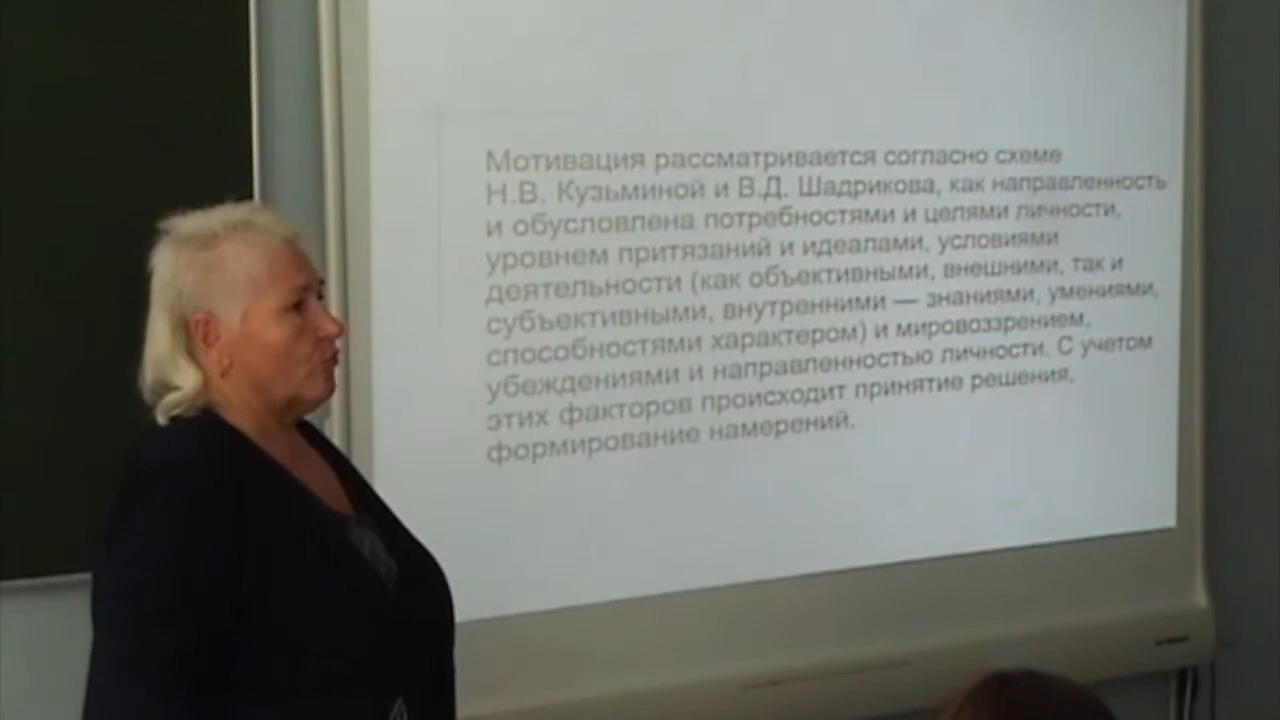 Мотивация рассматривается согласно схеме
Н.В. Кузьминой и В.Д. Шадрикова, как направленность
и обусловлена потребностями и целями личности,
уровнем притязаний и идеалами, условиями
деятельности (как объективными, внешними, так и
субъективными, внутренними — знаниями, умениями,
способностями характером) и мировоззрением,
убеждениями и направленностью личности. С учетом
этих факторов происходит принятие решения,
формирование намерений.